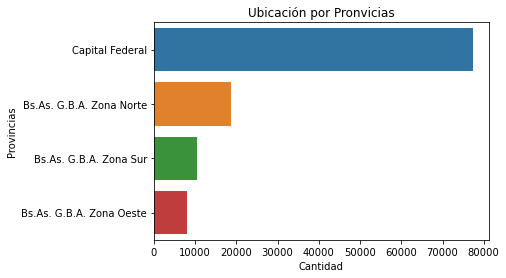 Ubicación por Pronvicias
Provincias
Capital Federal
Bs.As. G.B.A. Zona Norte
Bs.As. G.B.A. Zona Sur
Bs.As. G.B.A. Zona Oeste
0 10000 20000 30000 40000 50000 60000 70000 80000
Cantidad